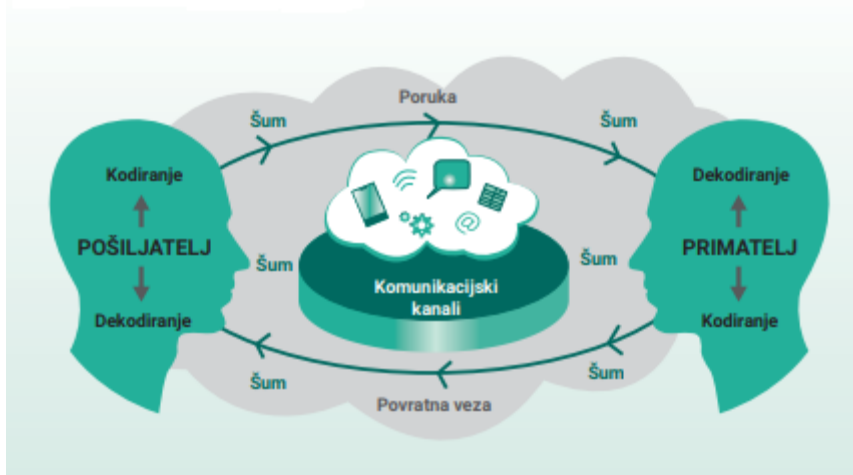 Poruka
Šum
Šum
Kodiranje
Dekodiranje
@
POŠILJATELJ
PRIMATELJ
Šum
Šum
Komunikacijski
kanali
Dekodiranje
Kodiranje
Šum
Šum
Povratna veza